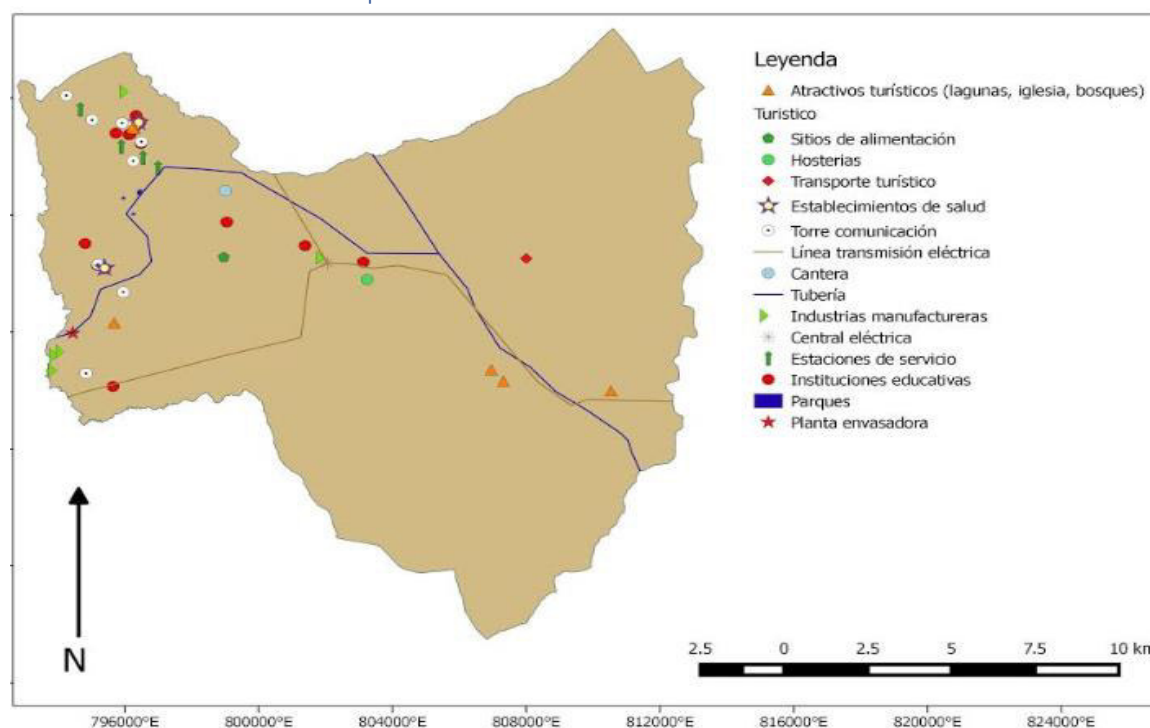 Leyenda
Atractivos turísticos (lagunas, iglesia, bosques)
Turistico
Sitios de alimentación
Hosterias
Transporte turístico
Establecimientos de salud
Torre comunicación
Línea transmisión eléctrica
Cantera
Tubería
Industrias manufactureras
Central eléctrica
Estaciones de servicio
Instituciones educativas
Parques
Planta envasadora
N
2.5 0 2.5 5 7.5 10 km
796000°E 800000°E 804000°E 808000°E 812000°E 816000°E 820000°E 824000°E